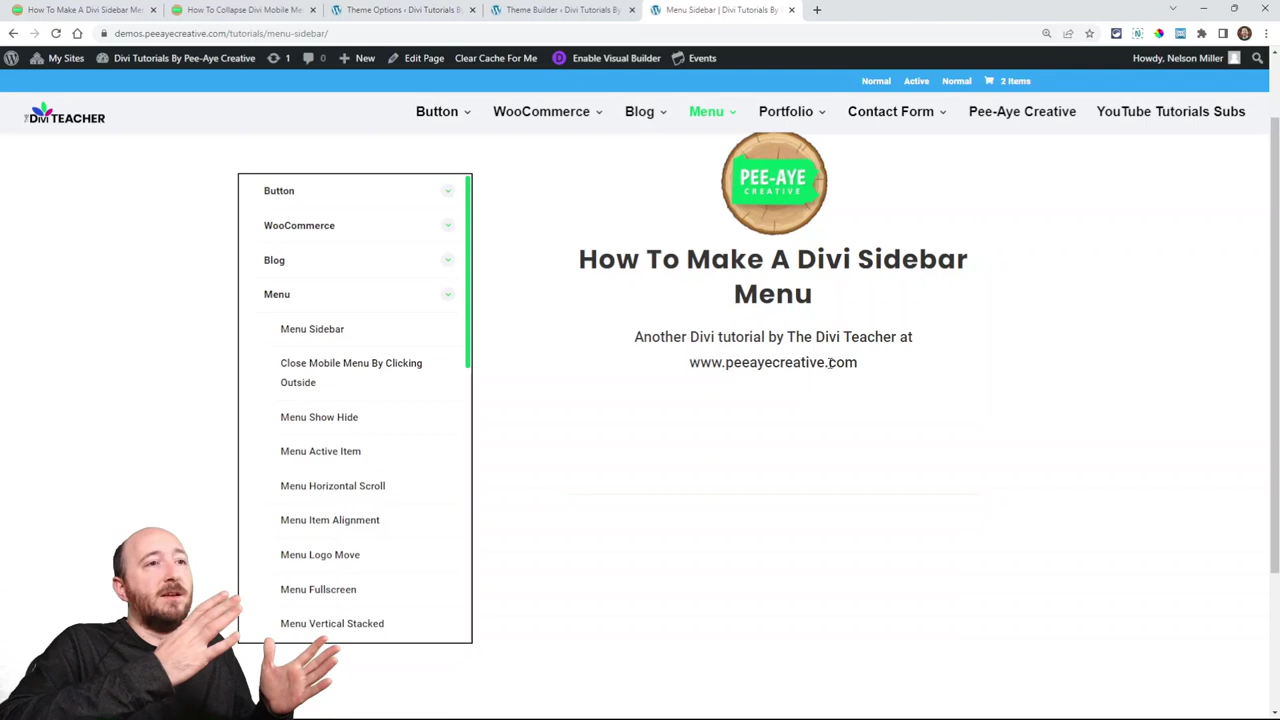 How To Make A Divi Sidebar Me
How To Collapse Divi Mobile Me
Theme Options ‹ Divi Tutorials By
Theme Builder ‹ Divi Tutorials By
Menu Sidebar | Divi Tutorials By
demos.peeayecreative.com/tutorials/menu-sidebar/
My Sites
Divi Tutorials By Pee-Aye Creative
1
New
Edit Page
Clear Cache For Me
Enable Visual Builder
Events
Howdy, Nelson Miller
Normal
Active
Normal
2 Items
THE DIVI TEACHER
Button
WooCommerce
Blog
Menu
Portfolio
Contact Form
Pee-Aye Creative
YouTube Tutorials Subs
Button
WooCommerce
Blog
Menu
Menu Sidebar
Close Mobile Menu By Clicking
Outside
Menu Show Hide
Menu Active Item
Menu Horizontal Scroll
Menu Item Alignment
Menu Logo Move
Menu Fullscreen
Menu Vertical Stacked
PEE-AYE
CREATIVE
How To Make A Divi Sidebar
Menu
Another Divi tutorial by The Divi Teacher at
www.peeayecreative.com